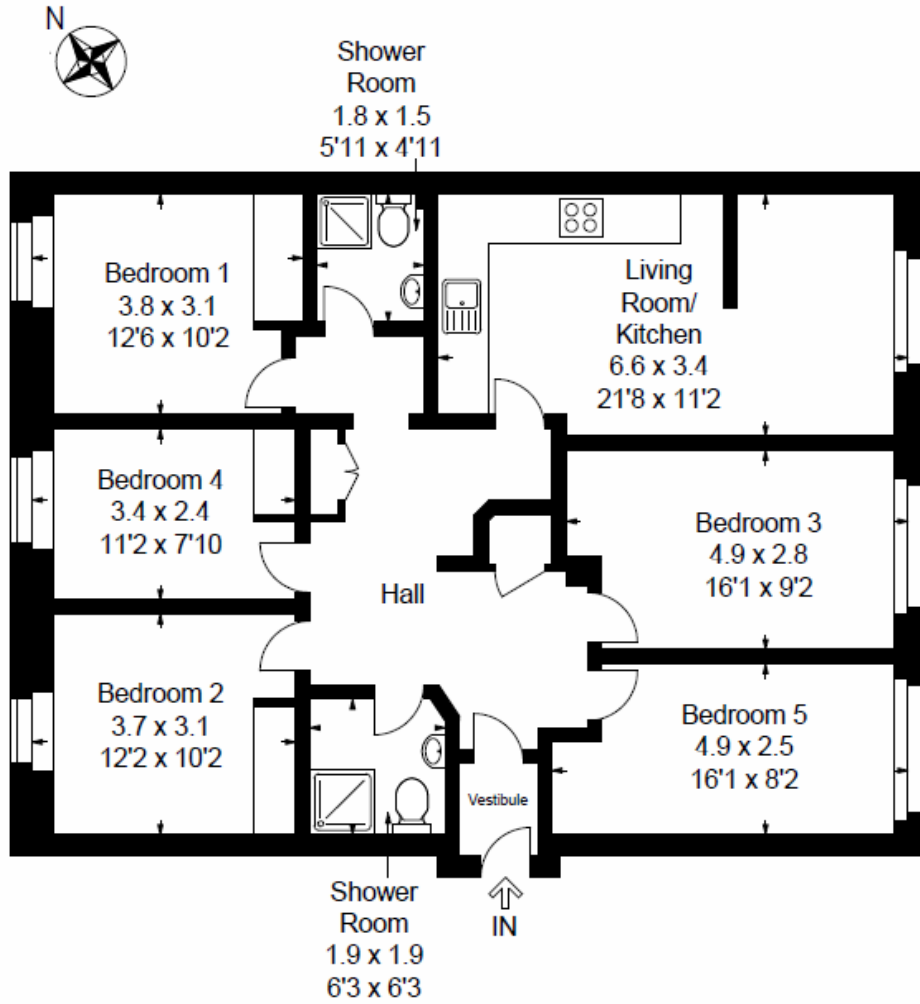 N
Shower
Room
1.8 x 1.5
5'11 x 4'11
Bedroom 1
3.8 x 3.1
12'6 x 10'2
Living
Room/
Kitchen
6.6 x 3.4
21'8 x 11'2
Bedroom 4
3.4 x 2.4
11'2 x 7'10
Bedroom 3
4.9 x 2.8
16'1 x 9'2
Hall
Bedroom 2
3.7 x 3.1
12'2 x 10'2
Bedroom 5
4.9 x 2.5
16'1 x 8'2
Vestibule
Shower
Room
1.9 x 1.9
6'3 x 6'3
IN